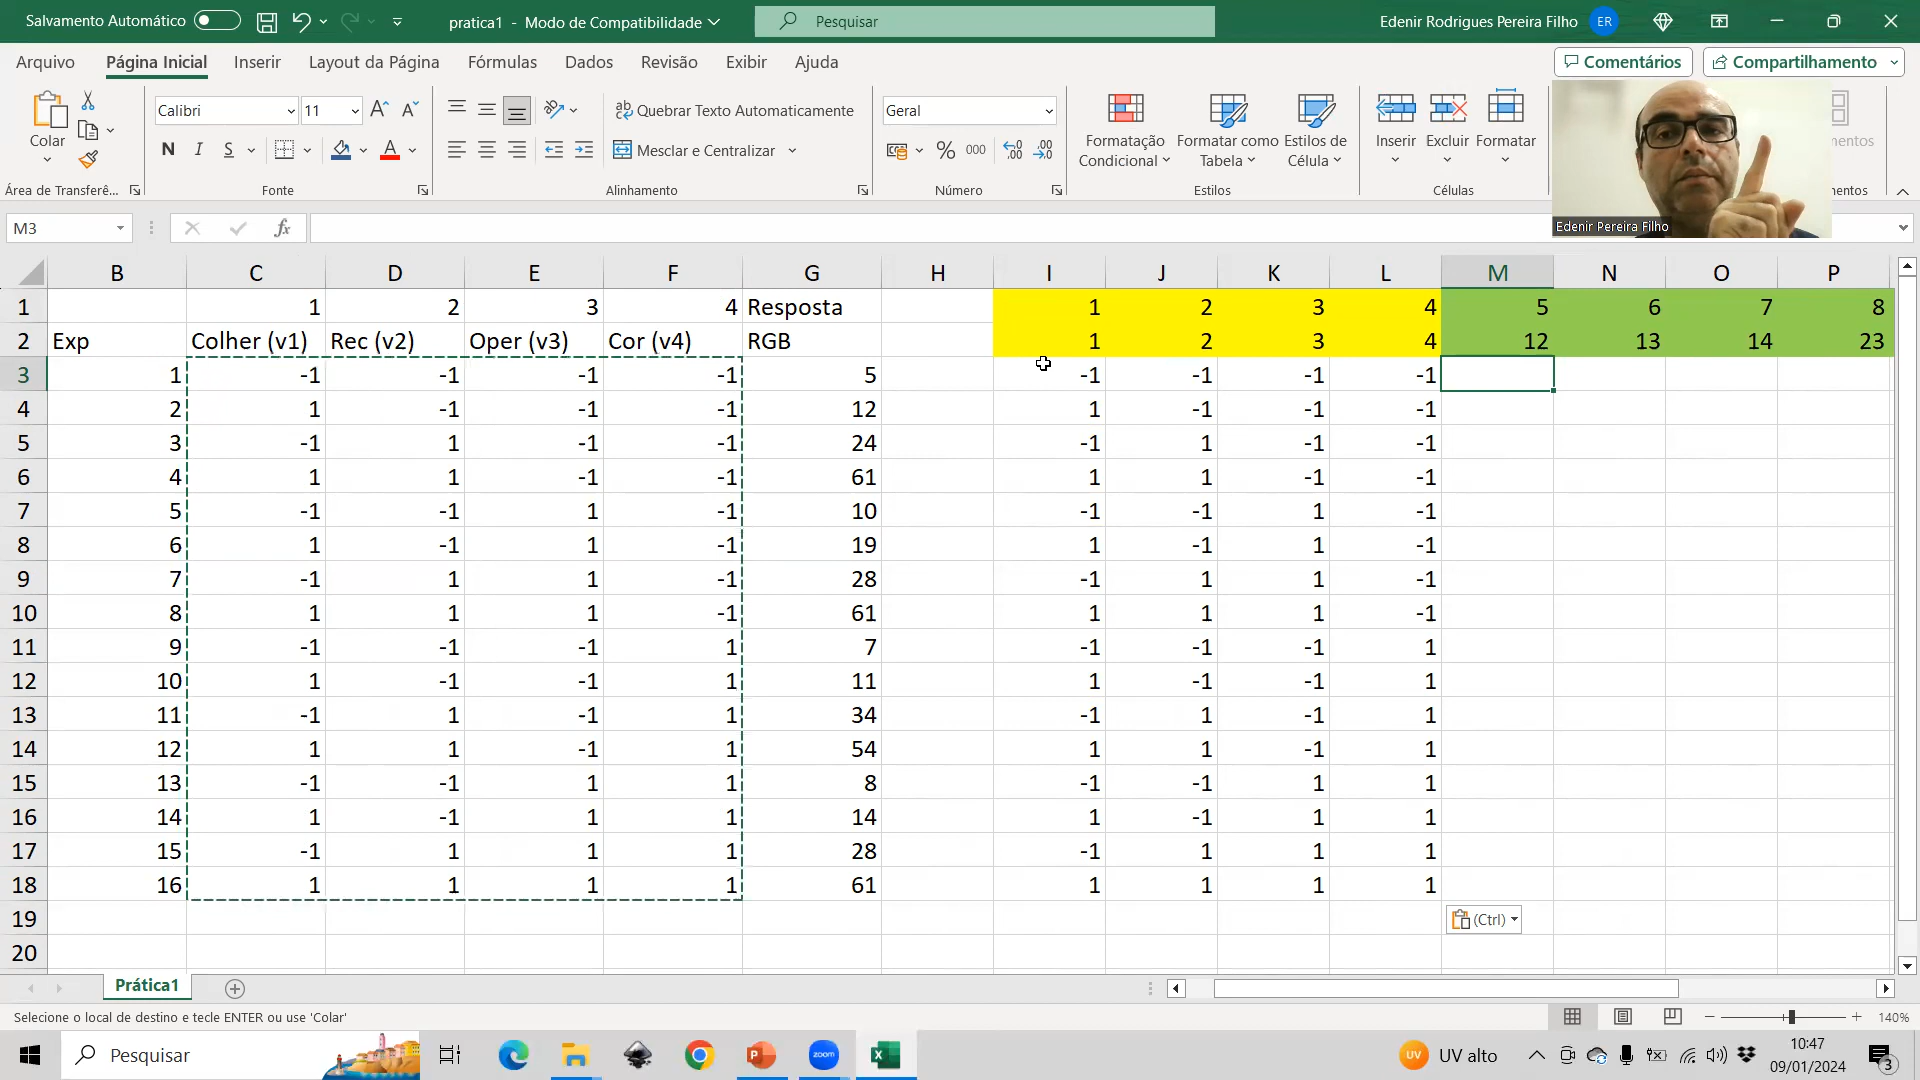 Salvamento Automático
pratica1 - Modo de Compatibilidade
Pesquisar
Edenir Rodrigues Pereira Filho
ER
Arquivo Página Inicial Inserir Layout da Página Fórmulas Dados Revisão Exibir Ajuda
Comentários
Compartilhamento
Colar
Calibri 11
N I S
A
Quebrar Texto Automaticamente
Mesclar e Centralizar
Geral
% 000
Formatação Condicional
Formatar como Tabela
Estilos de Célula
Inserir
Excluir
Formatar
Área de Transferê... Fonte Alinhamento Número Estilos Células
Edenir Pereira Filho
M3
fx
B C D E F G H I J K L M N O P
1 1 2 3 4 Resposta 1 2 3 4 5 6 7 8
2 Exp Colher (v1) Rec (v2) Oper (v3) Cor (v4) RGB 1 2 3 4 12 13 14 23
3 1 -1 -1 -1 -1 5 -1 -1 -1 -1
4 2 1 -1 -1 -1 12 1 -1 -1 -1
5 3 -1 1 -1 -1 24 -1 1 -1 -1
6 4 1 1 -1 -1 61 1 1 -1 -1
7 5 -1 -1 1 -1 10 -1 -1 1 -1
8 6 1 -1 1 -1 19 1 -1 1 -1
9 7 -1 1 1 -1 28 -1 1 1 -1
10 8 1 1 1 -1 61 1 1 1 -1
11 9 -1 -1 -1 1 7 -1 -1 -1 1
12 10 1 -1 -1 1 11 1 -1 -1 1
13 11 -1 1 -1 1 34 -1 1 -1 1
14 12 1 1 -1 1 54 1 1 -1 1
15 13 -1 -1 1 1 8 -1 -1 1 1
16 14 1 -1 1 1 14 1 -1 1 1
17 15 -1 1 1 1 28 -1 1 1 1
18 16 1 1 1 1 61 1 1 1 1
19
20
(Ctrl)
Prática1
Selecione o local de destino e tecle ENTER ou use 'Colar'
140%
Pesquisar
zoom
UV
UV alto
10:47
09/01/2024
3